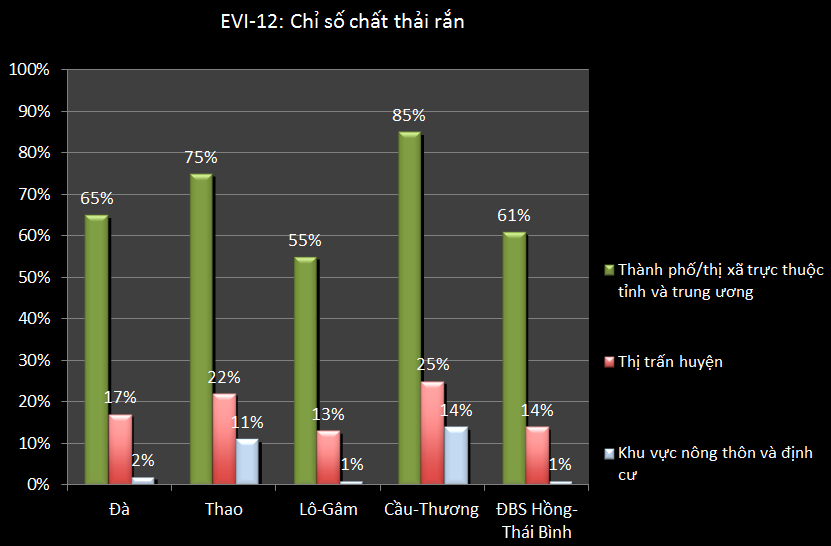 EVI-12: Chỉ số chất thải rắn
100%
90%
80%
70%
60%
50%
40%
30%
20%
10%
0%
65%
17%
2%
75%
22%
11%
55%
13%
1%
85%
25%
14%
61%
14%
1%
Đà
Thao
Lô-Gâm
Cầu-Thương
ĐBS Hồng-
Thái Bình
Thành phố/thị xã trực thuộc
tỉnh và trung ương
Thị trấn huyện
Khu vực nông thôn và định
cư